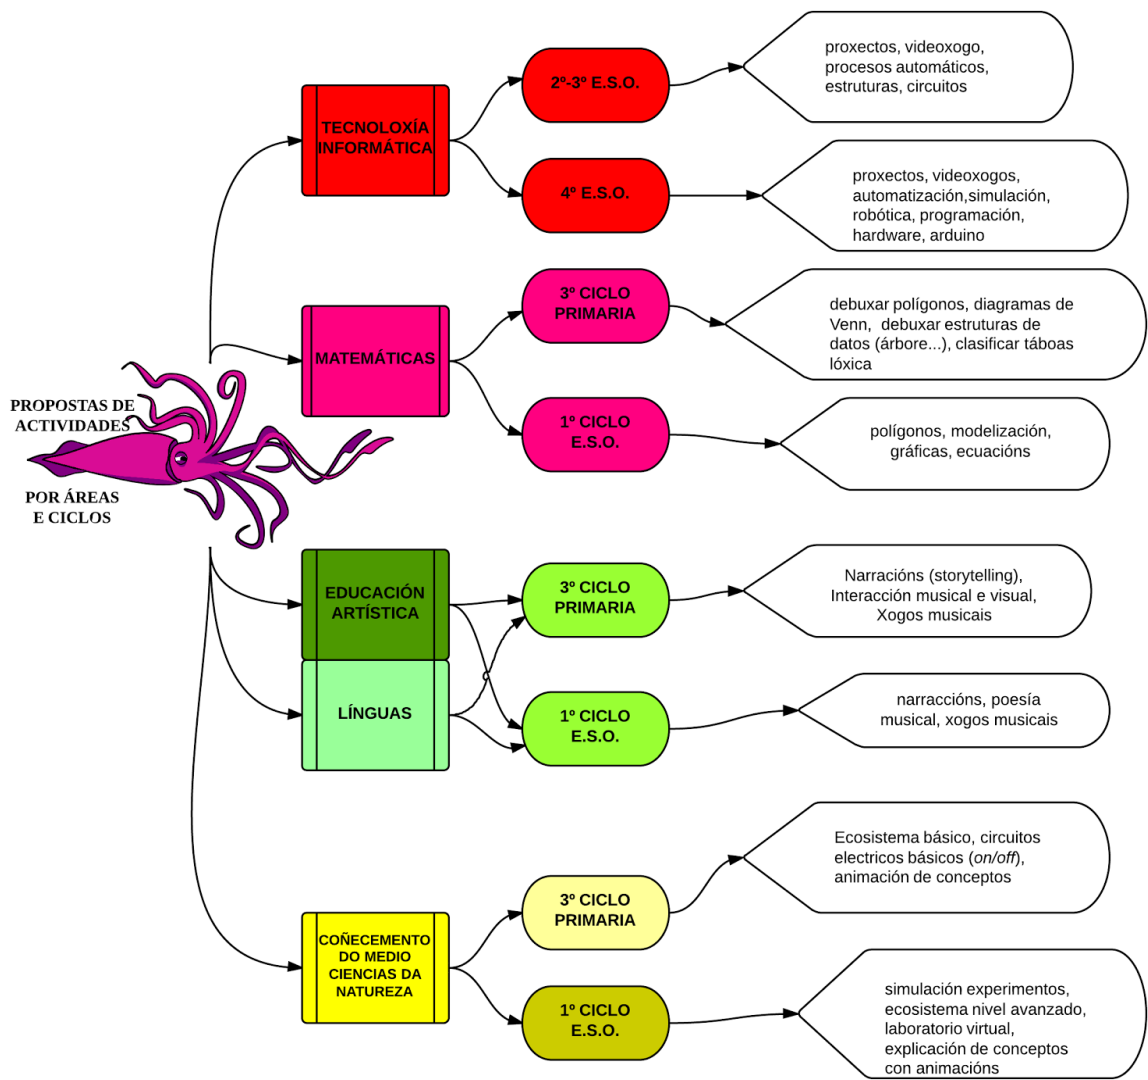 PROPOSTAS DE
ACTIVIDADES
POR ÁREAS
E CICLOS
TECNOLOXÍA
INFORMÁTICA
2º-3º E.S.O.
proxectos, videoxogo,
procesos automáticos,
estruturas, circuitos
4º E.S.O.
proxectos, videoxogos,
automatización,simulación,
robótica, programación,
hardware, arduino
MATEMÁTICAS
3º CICLO
PRIMARIA
debuxar polígonos, diagramas de
Venn, debuxar estruturas de
datos (árbore...), clasificar táboas
lóxica
1º CICLO
E.S.O.
polígonos, modelización,
gráficas, ecuacións
EDUCACIÓN
ARTÍSTICA
LÍNGUAS
3º CICLO
PRIMARIA
Narracións (storytelling),
Interacción musical e visual,
Xogos musicais
1º CICLO
E.S.O.
narraccións, poesía
musical, xogos musicais
COÑECEMENTO
DO MEDIO
CIENCIAS DA
NATUREZA
3º CICLO
PRIMARIA
Ecosistema básico, circuitos
electricos básicos (on/off),
animación de conceptos
1º CICLO
E.S.O.
simulación experimentos,
ecosistema nivel avanzado,
laboratorio virtual,
explicación de conceptos
con animacións